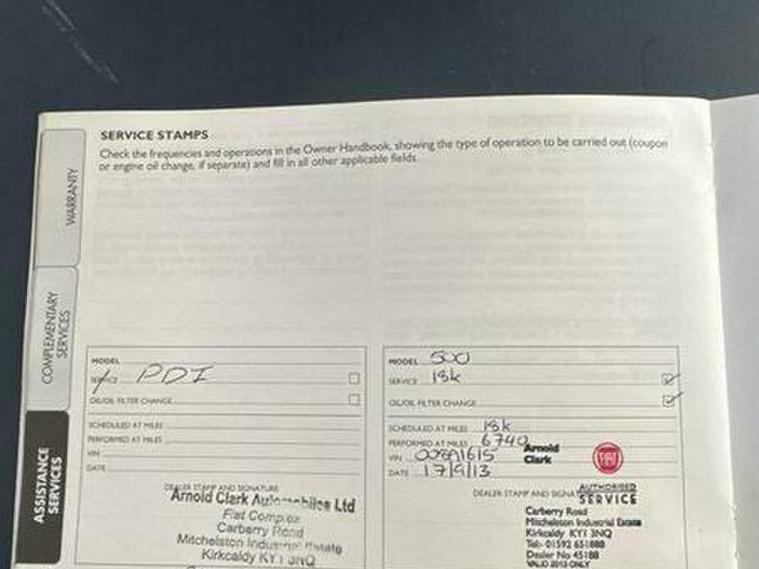 SERVICE STAMPS
Check the frequencies and operations in the Owner Handbook, showing the type of operation to be carried out (coupon
or engine oil change, if separate) and fill in all other applicable fields.
WARRANTY
COMPLEMENTARY
SERVICES
ASSISTANCE
SERVICES
MODEL
SERVICE PDI
OIL/OIL FILTER CHANGE
SCHEDULED AT MILES
PERFORMED AT MILES
VIN
DATE
DEALER STAMP AND SIGNATURE
Arnold Clark Automobiles Ltd
Fiat Complex
Carberry Road
Mitchelston Industrial Estate
Kirkcaldy KY1 3NQ
MODEL 500
SERVICE 18k
OIL/OIL FILTER CHANGE
SCHEDULED AT MILES 18k
PERFORMED AT MILES 6740
VIN 00891615
DATE 17/9/13
Arnold
Clark
FIAT
DEALER STAMP AND SIGNA
AUTHORISED
SERVICE
Carberry Road
Mitchelston Industrial Estate
Kirkcaldy KY1 3NQ
Tel:- 01592 651888
Dealer No 45188
VALID 2013 ONLY